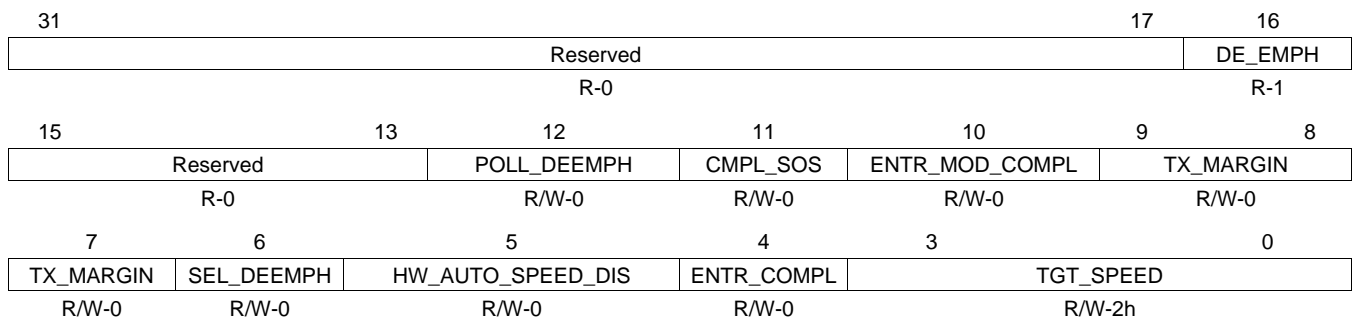 31 17 16
Reserved DE_EMPH
R-0 R-1
15 13 12 11 10 9 8
Reserved POLL_DEEMPH CMPL_SOS ENTR_MOD_COMPL TX_MARGIN
R-0 R/W-0 R/W-0 R/W-0 R/W-0
7 6 5 4 3 0
TX_MARGIN SEL_DEEMPH HW_AUTO_SPEED_DIS ENTR_COMPL TGT_SPEED
R/W-0 R/W-0 R/W-0 R/W-0 R/W-2h